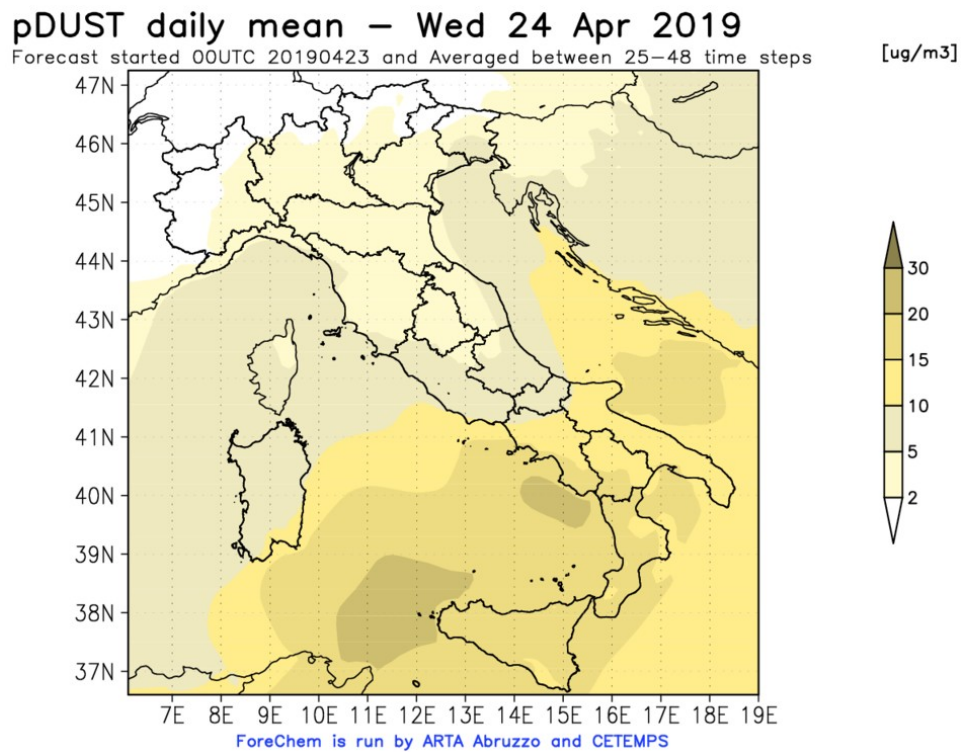 pDUST daily mean – Wed 24 Apr 2019
Forecast started 00UTC 20190423 and Averaged between 25–48 time steps
[ug/m3]
47N
46N
45N
44N
43N
42N
41N
40N
39N
38N
37N
7E 8E 9E 10E 11E 12E 13E 14E 15E 16E 17E 18E 19E
30
20
15
10
5
2
ForeChem is run by ARTA Abruzzo and CETEMPS